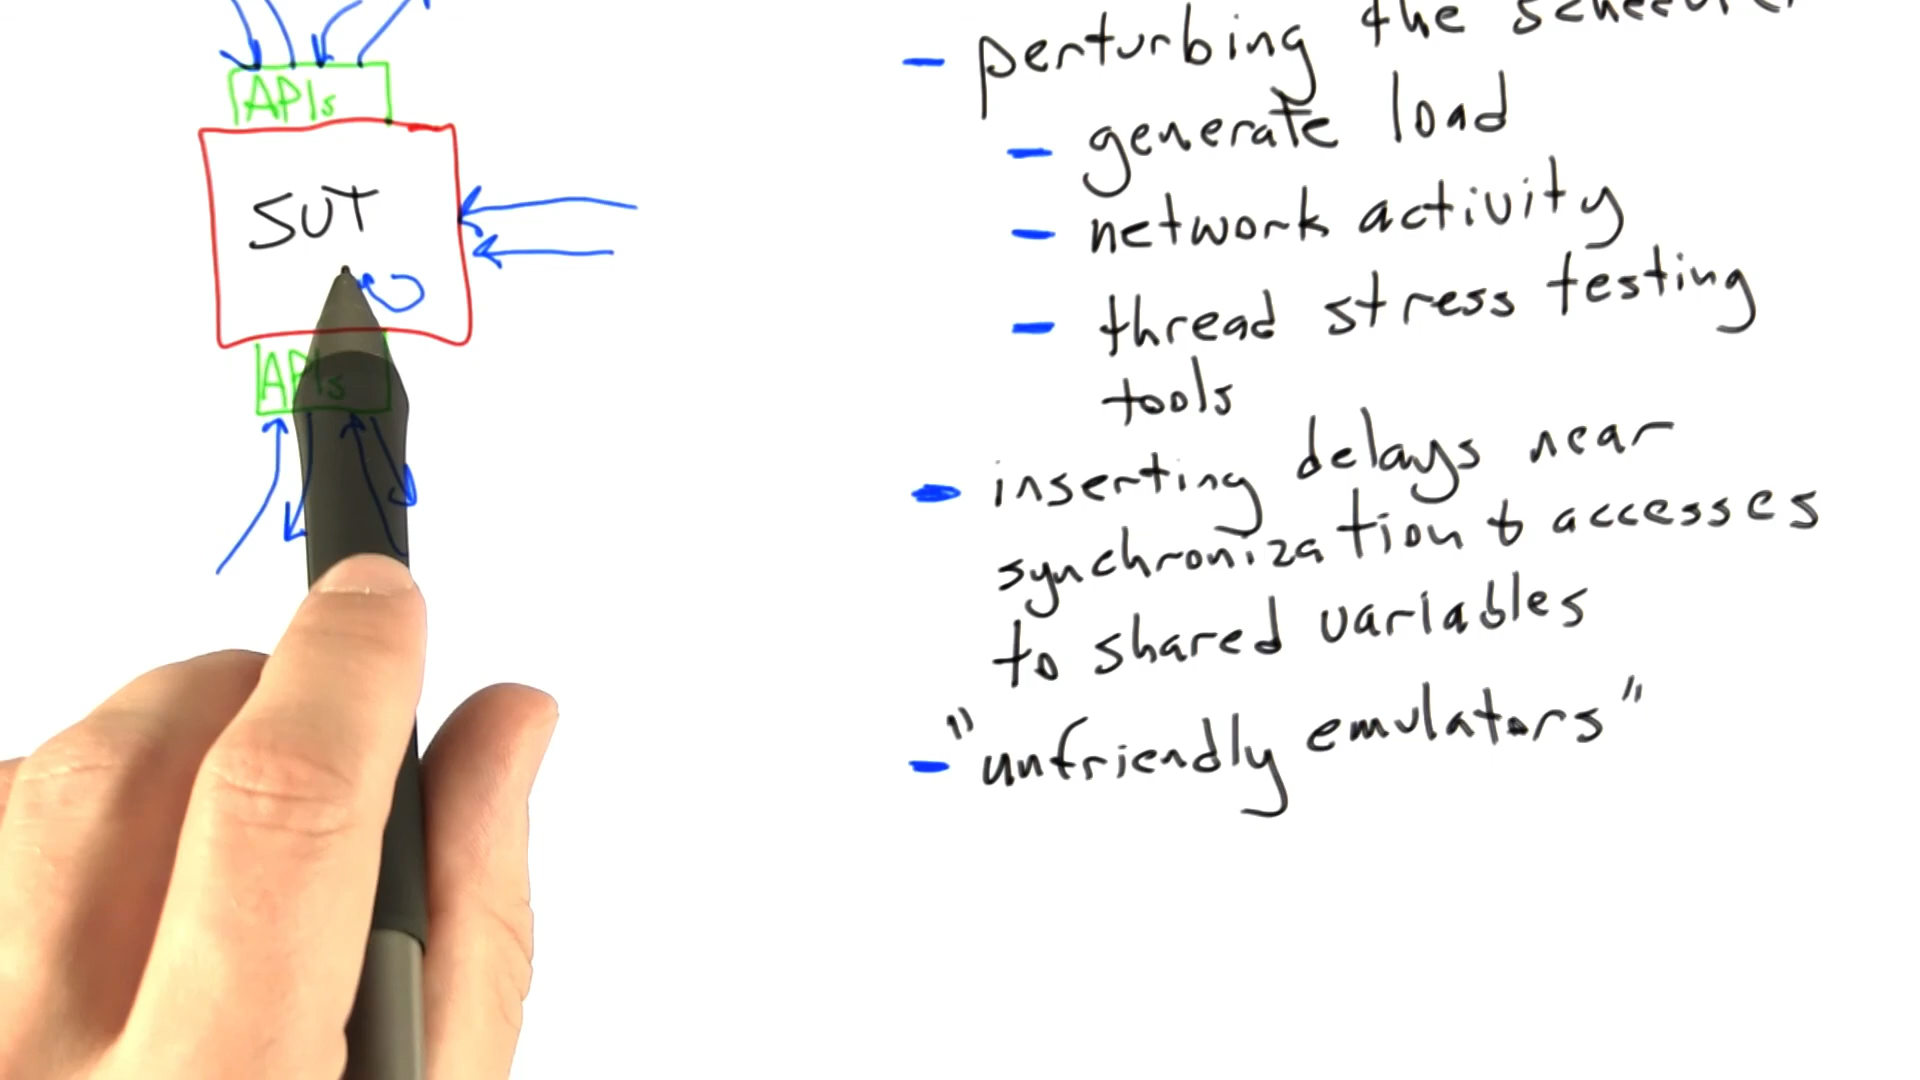 APIs
SUT
APIs
- perturbing the scheduler
- generate load
- network activity
- thread stress testing
tools
- inserting delays near
synchronization & accesses
to shared variables
- "unfriendly emulators"